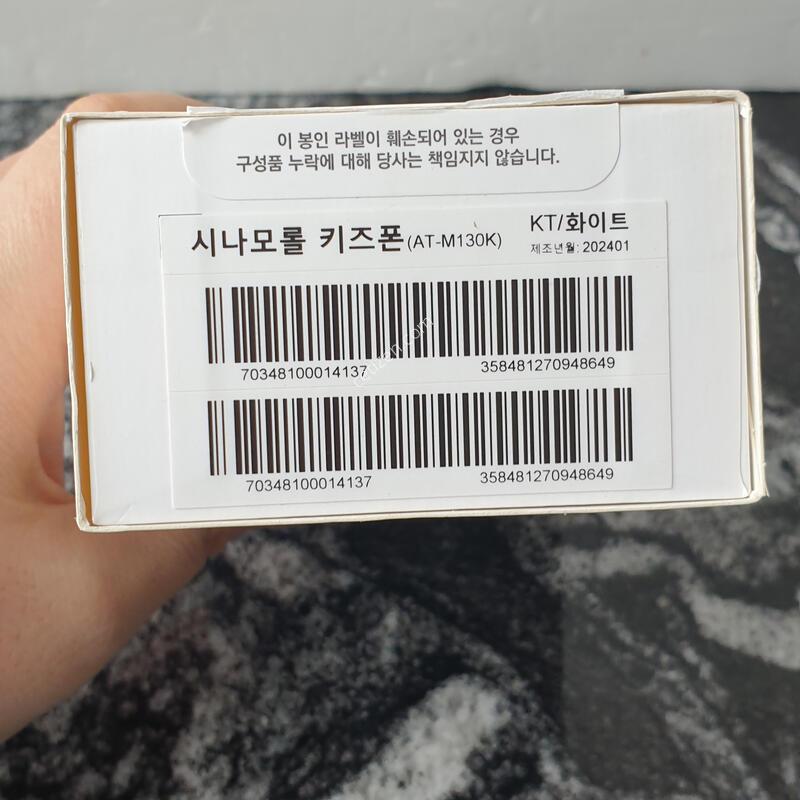 이 봉인 라벨이 훼손되어 있는 경우
구성품 누락에 대해 당사는 책임지지 않습니다.
시나모롤 키즈폰(AT-M130K)
KT/화이트
제조년월: 202401
70348100014137 358481270948649
70348100014137 358481270948649